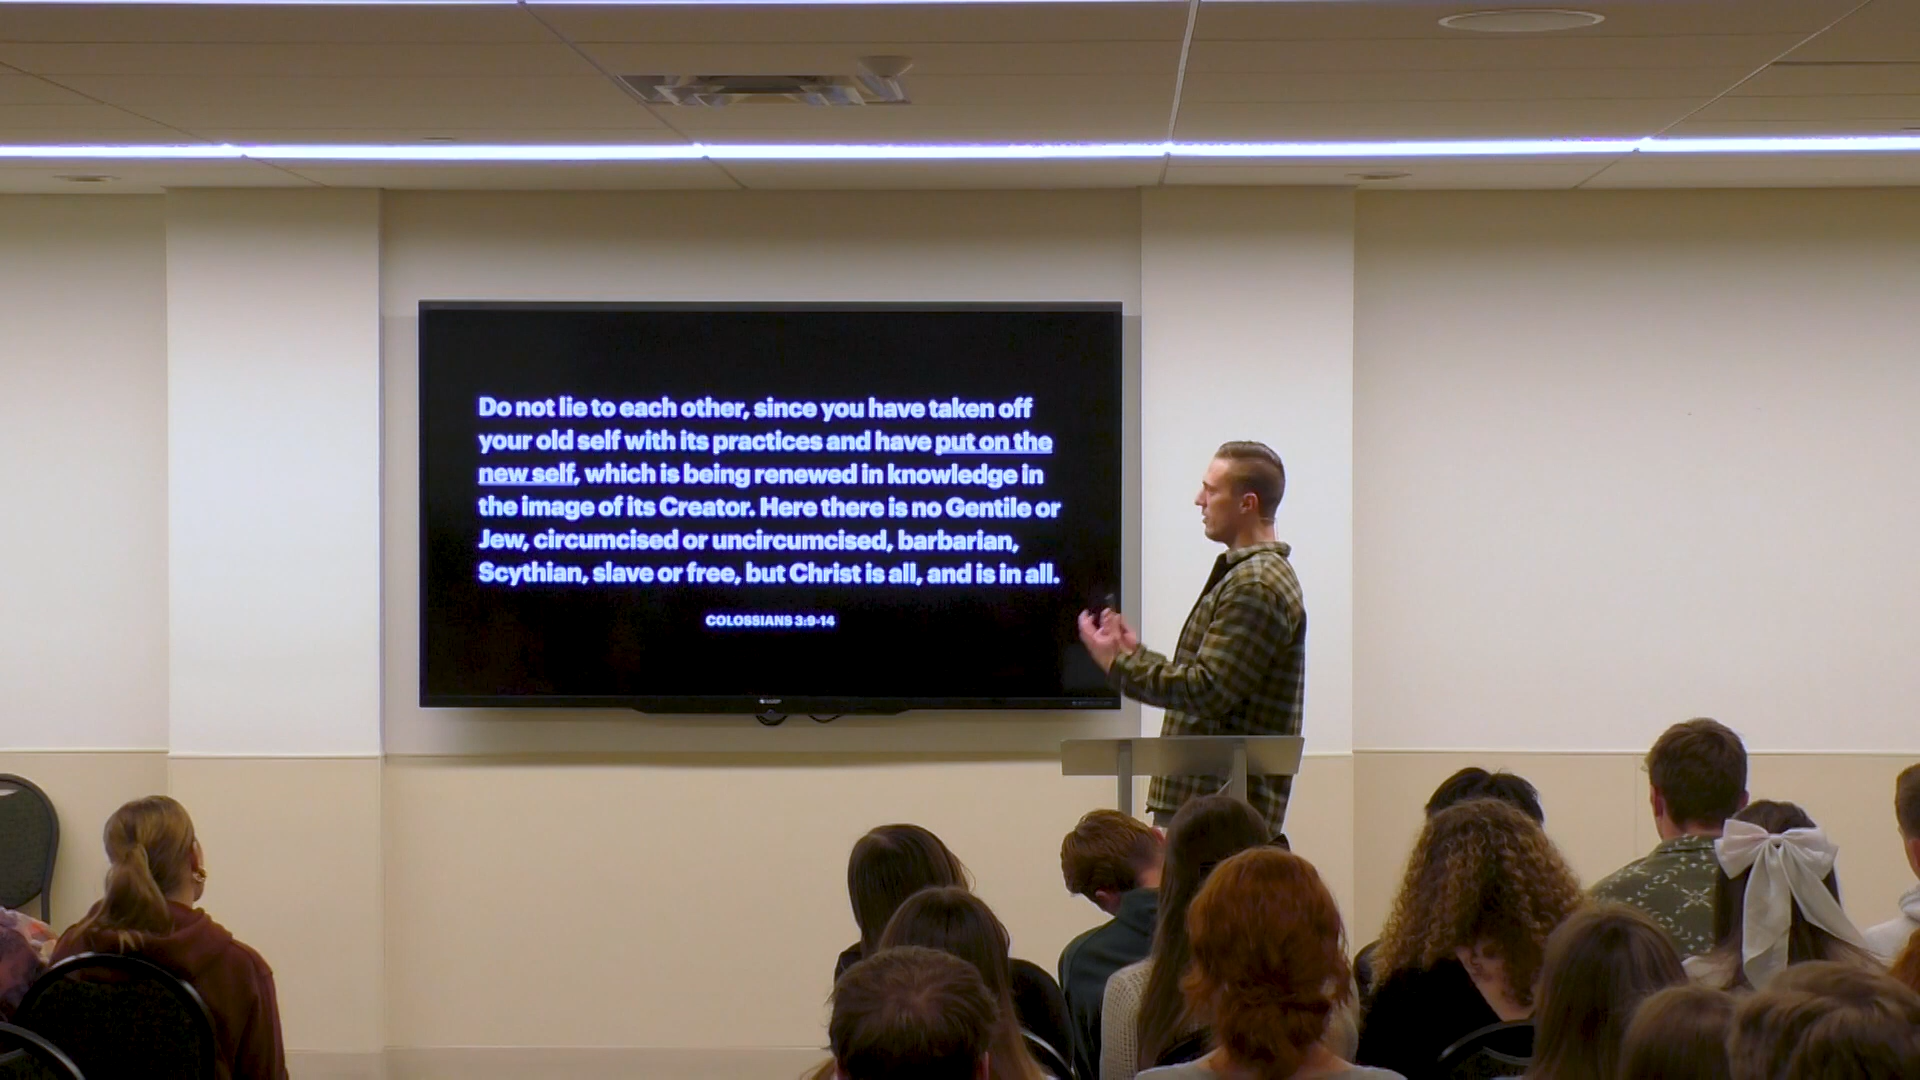 Do not lie to each other, since you have taken off
your old self with its practices and have put on the
new self, which is being renewed in knowledge in
the image of its Creator. Here there is no Gentile or
Jew, circumcised or uncircumcised, barbarian,
Scythian, slave or free, but Christ is all, and is in all.
COLOSSIANS 3:9-14